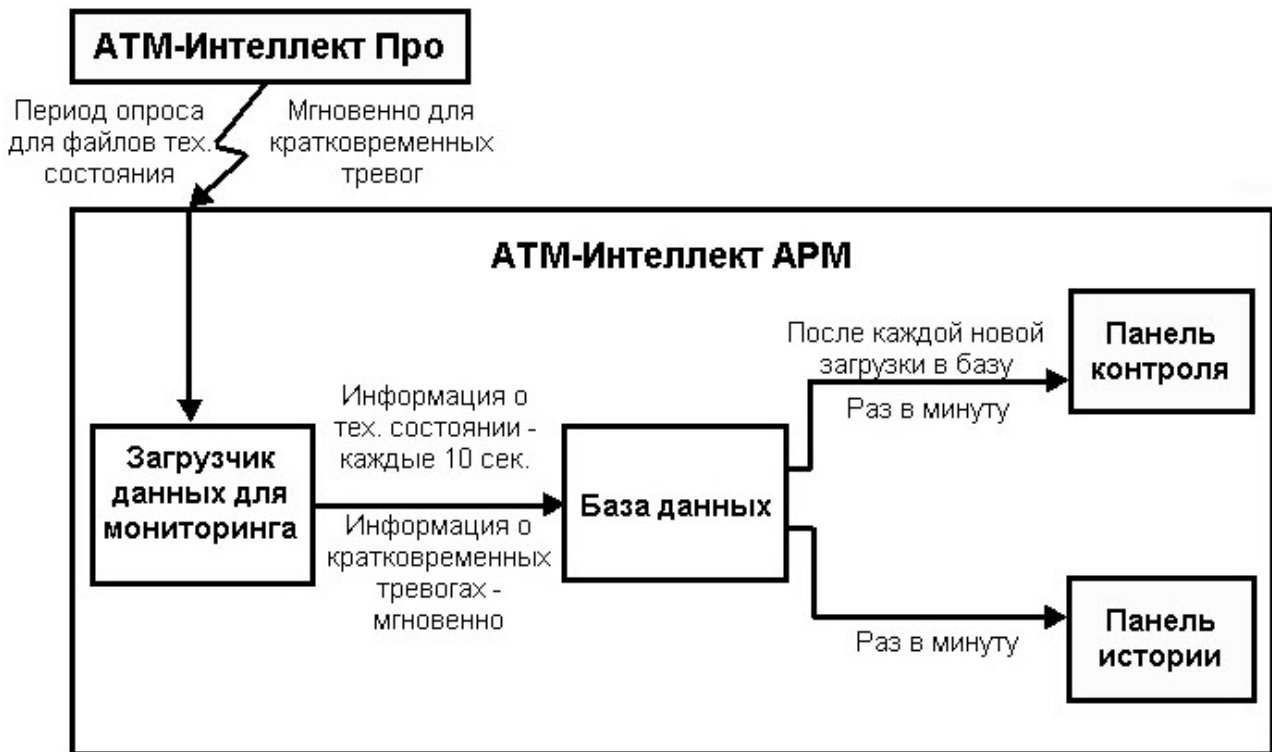 АТМ-Интеллект Про
Период опроса
для файлов тех.
состояния
Мгновенно для
кратковременных
тревог
АТМ-Интеллект АРМ
Загрузчик
данных для
мониторинга
Информация о
тех. состоянии -
каждые 10 сек.
Информация о
кратковременных
тревогах -
мгновенно
База данных
После каждой новой
загрузки в базу
Раз в минуту
Панель
контроля
Раз в минуту
Панель
истории